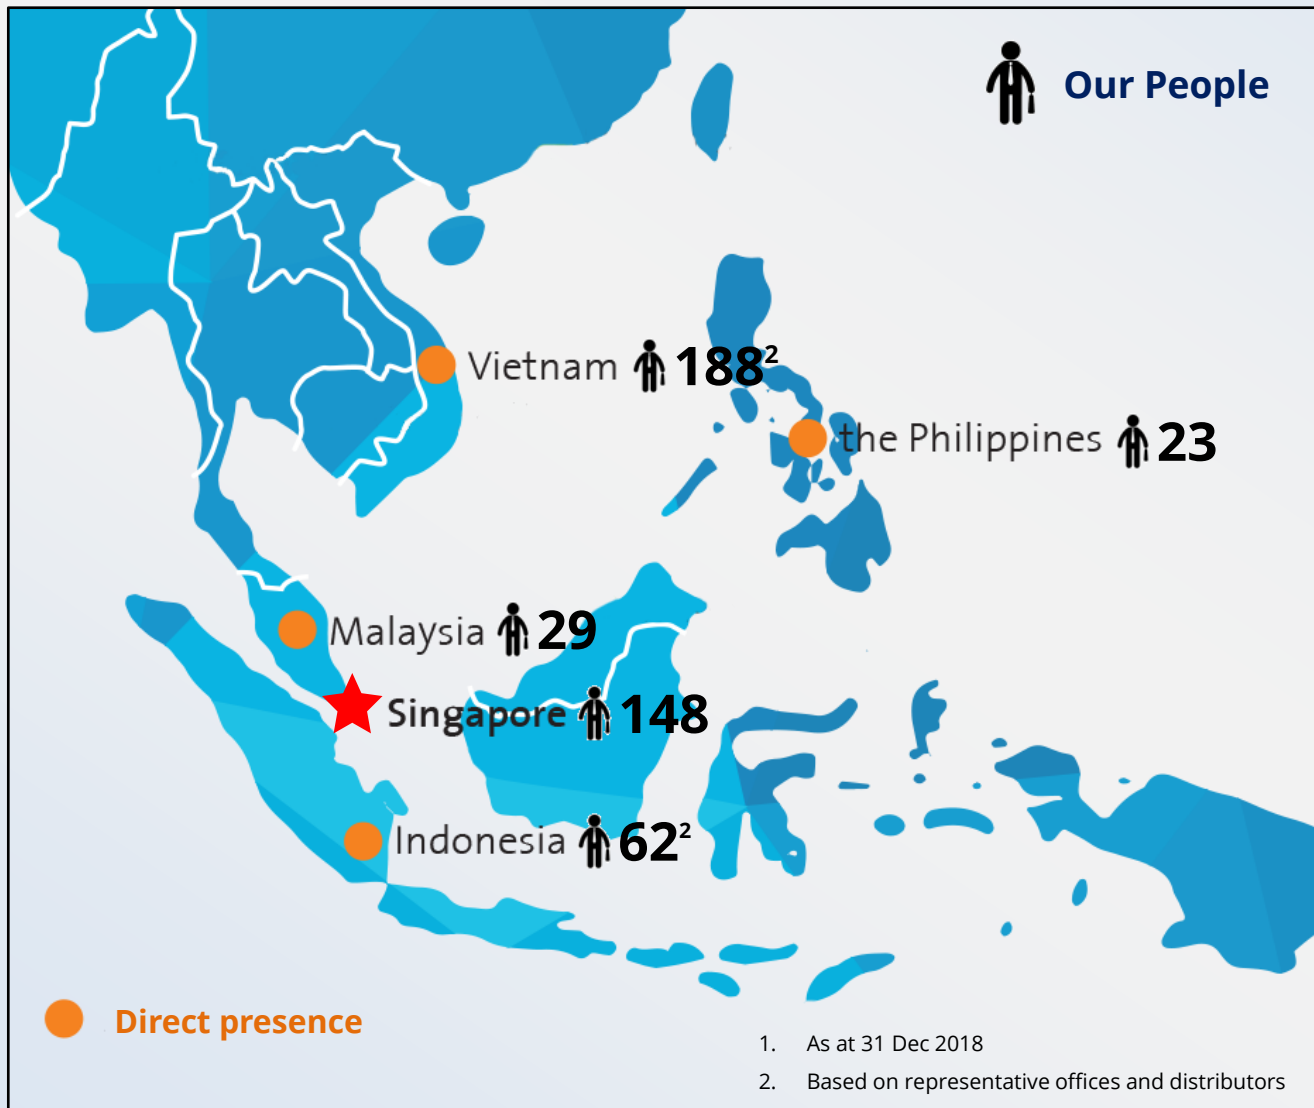 Our People
Vietnam 188²
the Philippines 23
Malaysia 29
Singapore 148
Indonesia 62²
Direct presence
1. As at 31 Dec 2018
2. Based on representative offices and distributors